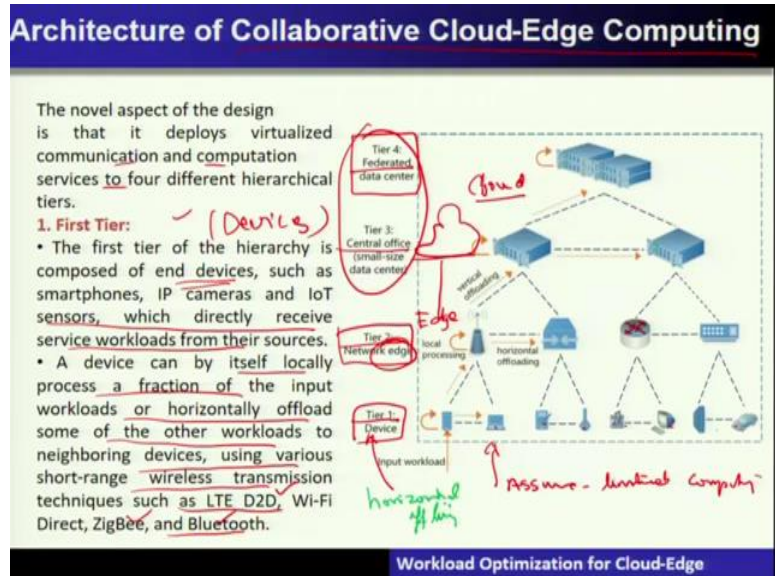 Architecture of Collaborative Cloud-Edge Computing
The novel aspect of the design
is that it deploys virtualized
communication and computation
services to four different hierarchical
tiers.
1. First Tier:
(Devices)
• The first tier of the hierarchy is
composed of end devices, such as
smartphones, IP cameras and IoT
sensors, which directly receive
service workloads from their sources.
• A device can by itself locally
process a fraction of the input
workloads or horizontally offload
some of the other workloads to
neighboring devices, using various
short-range wireless transmission
techniques such as LTE D2D, Wi-Fi
Direct, ZigBee, and Bluetooth.
Tier 4:
Federated
data center
Cloud
Tier 3:
Central office
(small-size
data center)
vertical
offloading
Edge
Tier 2:
Network edge
local
processing
horizontal
offloading
Tier 1:
Device
Input workload
horizontal
Assume
Workload Optimization for Cloud-Edge